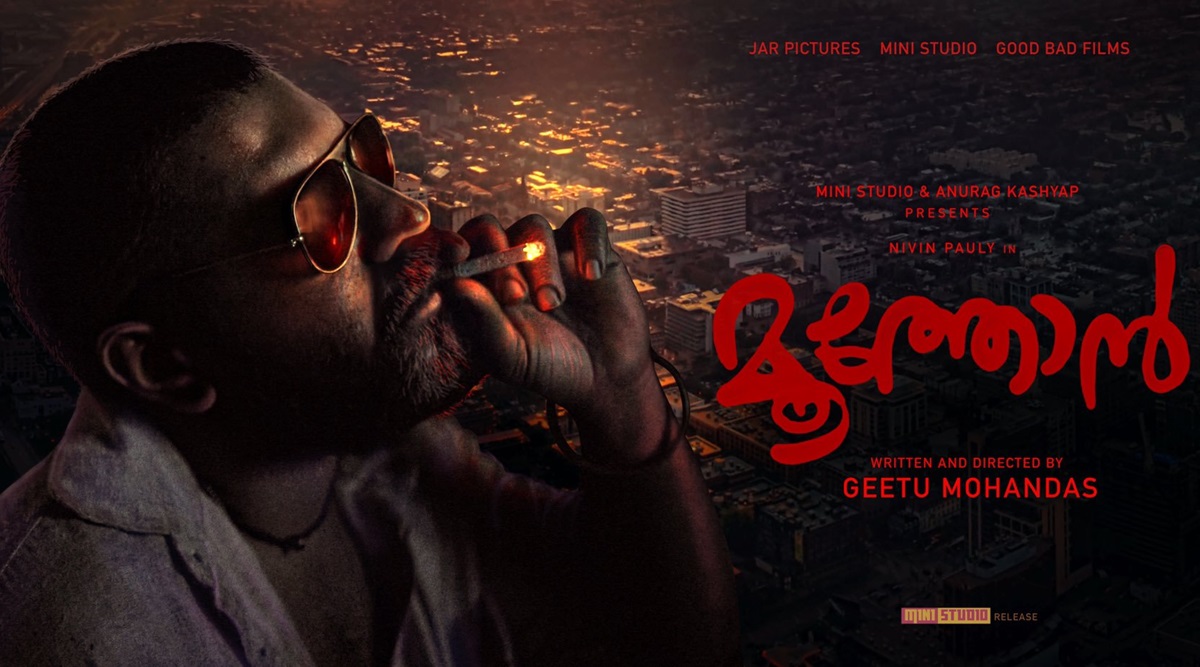 JAR PICTURES MINI STUDIO GOOD BAD FILMS
MINI STUDIO & ANURAG KASHYAP
PRESENTS
NIVIN PAULY IN
മൂത്തോൻ
WRITTEN AND DIRECTED BY
GEETU MOHANDAS
MINI STUDIO RELEASE